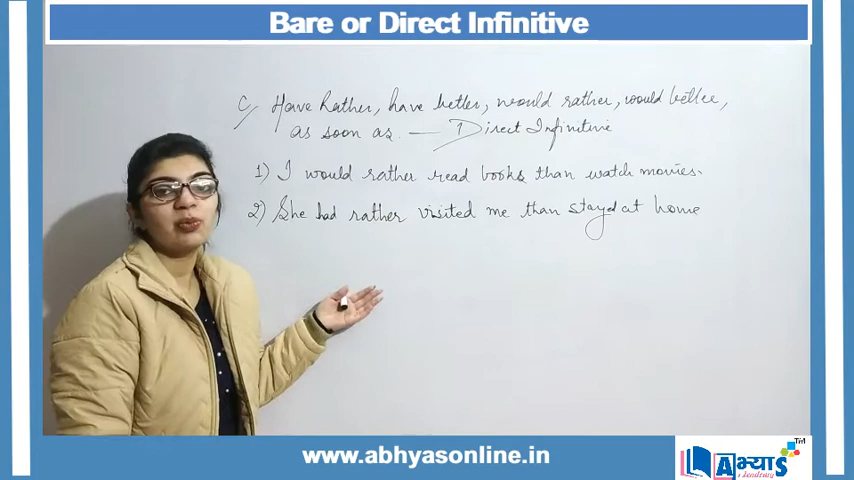 Bare or Direct Infinitive
C, Have Rather, have better, would rather, would better,
as soon as — Direct Infinitive
1) I would rather read books than watch movies.
2) She had rather visited me than stayed at home
www.abhyasonline.in
Aभ्याS
TM